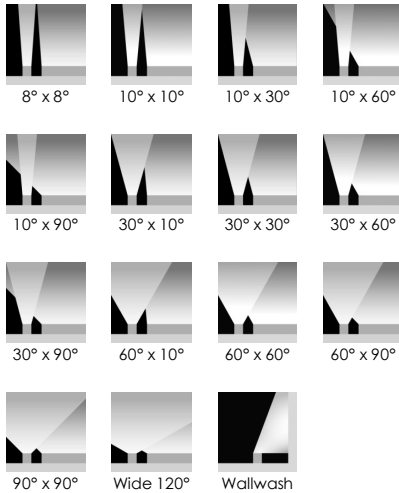 8° x 8°
10° x 10°
10° x 30°
10° x 60°
10° x 90°
30° x 10°
30° x 30°
30° x 60°
30° x 90°
60° x 10°
60° x 60°
60° x 90°
90° x 90°
Wide 120°
Wallwash